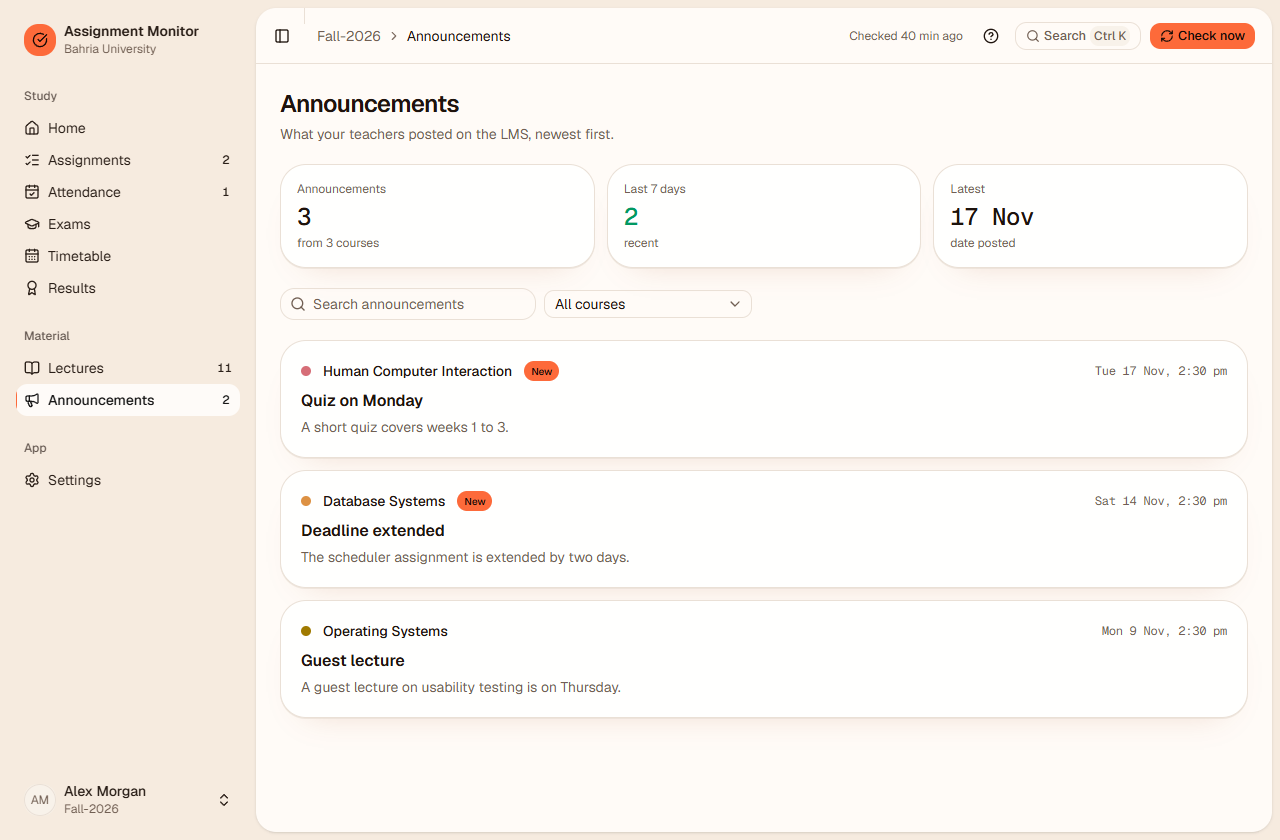 Assignment Monitor
Bahria University
Study
Home
Assignments 2
Attendance 1
Exams
Timetable
Results
Material
Lectures 11
Announcements 2
App
Settings
AM
Alex Morgan
Fall-2026
Fall-2026 > Announcements
Checked 40 min ago
Search Ctrl K
Check now
Announcements
What your teachers posted on the LMS, newest first.
Announcements
3
from 3 courses
Last 7 days
2
recent
Latest
17 Nov
date posted
Search announcements
All courses
Human Computer Interaction New Tue 17 Nov, 2:30 pm
Quiz on Monday
A short quiz covers weeks 1 to 3.
Database Systems New Sat 14 Nov, 2:30 pm
Deadline extended
The scheduler assignment is extended by two days.
Operating Systems Mon 9 Nov, 2:30 pm
Guest lecture
A guest lecture on usability testing is on Thursday.